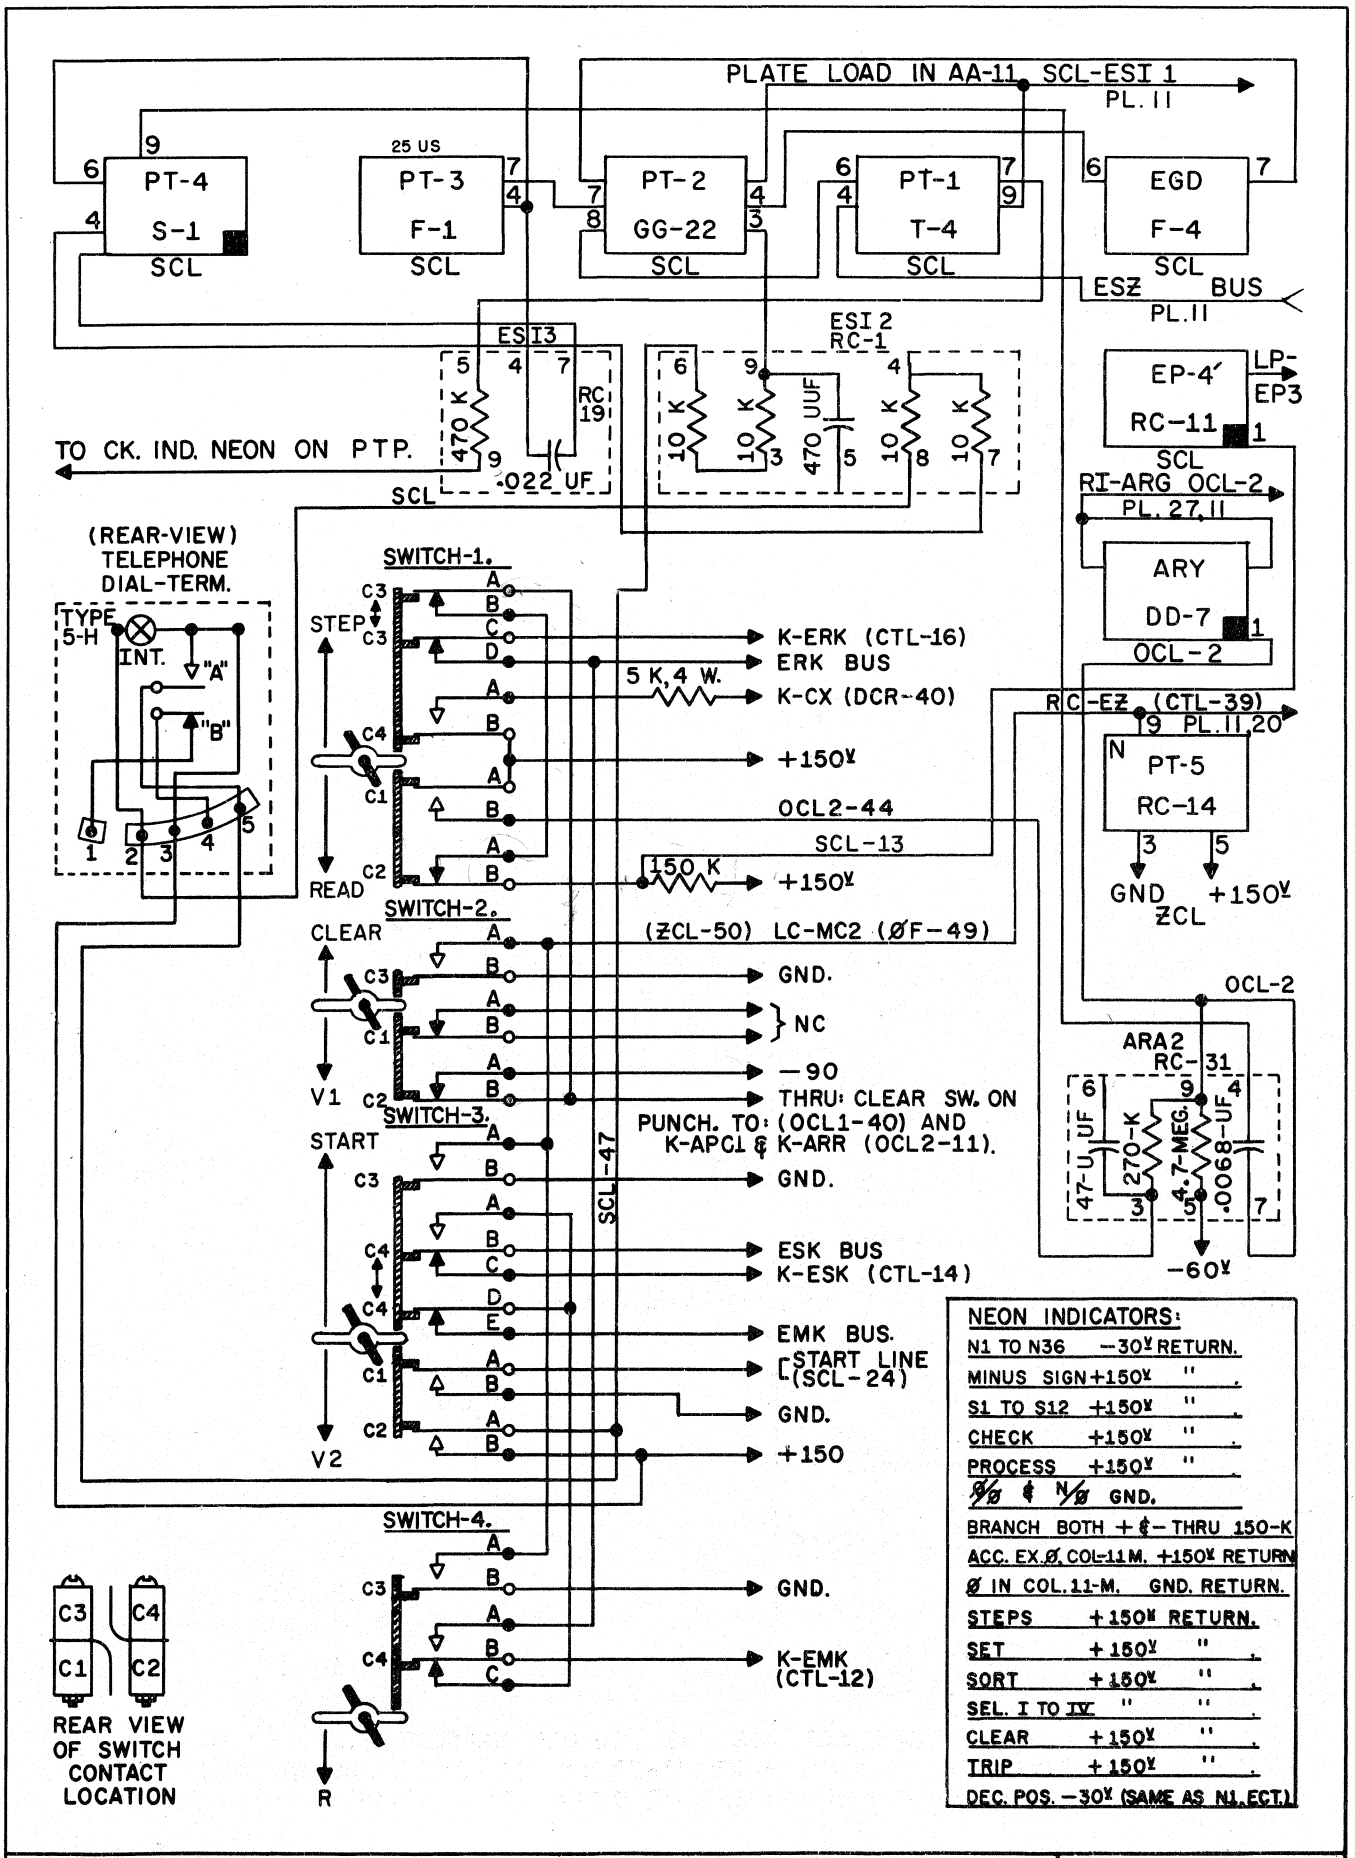 PLATE LOAD IN AA-11 SCL-ESI 1
PL. 11
9
6 PT-4
4 S-1
SCL
25 US
PT-3 7
4
F-1
SCL
7 PT-2 4
8 GG-22 3
SCL
6 PT-1 7
4 9
T-4
SCL
6 EGD 7
F-4
SCL
ESZ BUS
PL.11
ESI3
5 4 7
470 K
RC
19
9
.022 UF
TO CK. IND. NEON ON PTP.
SCL
ESI 2
RC-1
6 9 4
10 K
10 K
470 UUF
10 K
10 K
3 5 8 7
EP-4'
RC-11
1
SCL
LP-
EP3
RI-ARG OCL-2
PL. 27,11
ARY
DD-7
1
OCL-2
RC-EZ (CTL-39)
9 PL.11,20
N
PT-5
RC-14
3 5
GND +150V
ZCL
(REAR-VIEW)
TELEPHONE
DIAL-TERM.
TYPE
5-H
INT.
"A"
"B"
1 2 3 4 5
SWITCH-1.
STEP
READ
C3
C3
C4
C1
C2
A
B
C
D
A
B
A
B
A
B
K-ERK (CTL-16)
ERK BUS
5 K,4 W.
K-CX (DCR-40)
+150V
OCL2-44
SCL-13
150 K
+150V
SWITCH-2.
CLEAR
V1
C3
C1
C2
A
B
A
B
A
B
(ZCL-50) LC-MC2 (ØF-49)
GND.
NC
-90
THRU: CLEAR SW. ON
PUNCH. TO: (OCL1-40) AND
K-APC1 & K-ARR (OCL2-11).
SWITCH-3.
START
V2
C3
C4
C4
C1
C2
A
B
A
B
C
D
E
A
B
A
B
SCL-47
GND.
ESK BUS
K-ESK (CTL-14)
EMK BUS.
START LINE
(SCL-24)
GND.
+150
SWITCH-4.
C3
C4
R
A
B
A
B
C
GND.
K-EMK
(CTL-12)
OCL-2
ARA2
RC-31
6 9 4
47-U UF
270-K
4.7-MEG.
.0068-UF
3 5 7
-60V
C3 C4
C1 C2
REAR VIEW
OF SWITCH
CONTACT
LOCATION
NEON INDICATORS:
N1 TO N36 -30V RETURN.
MINUS SIGN +150V " .
S1 TO S12 +150V " .
CHECK +150V " .
PROCESS +150V " .
Ø/Ø & N/Ø GND.
BRANCH BOTH + & - THRU 150-K
ACC. EX.Ø, COL-11 M. +150V RETURN
Ø IN COL. 11-M. GND. RETURN.
STEPS +150V RETURN.
SET +150V " .
SORT +150V " .
SEL. I TO IV " " .
CLEAR +150V " .
TRIP +150V " .
DEC. POS. -30V (SAME AS N1, ECT.)